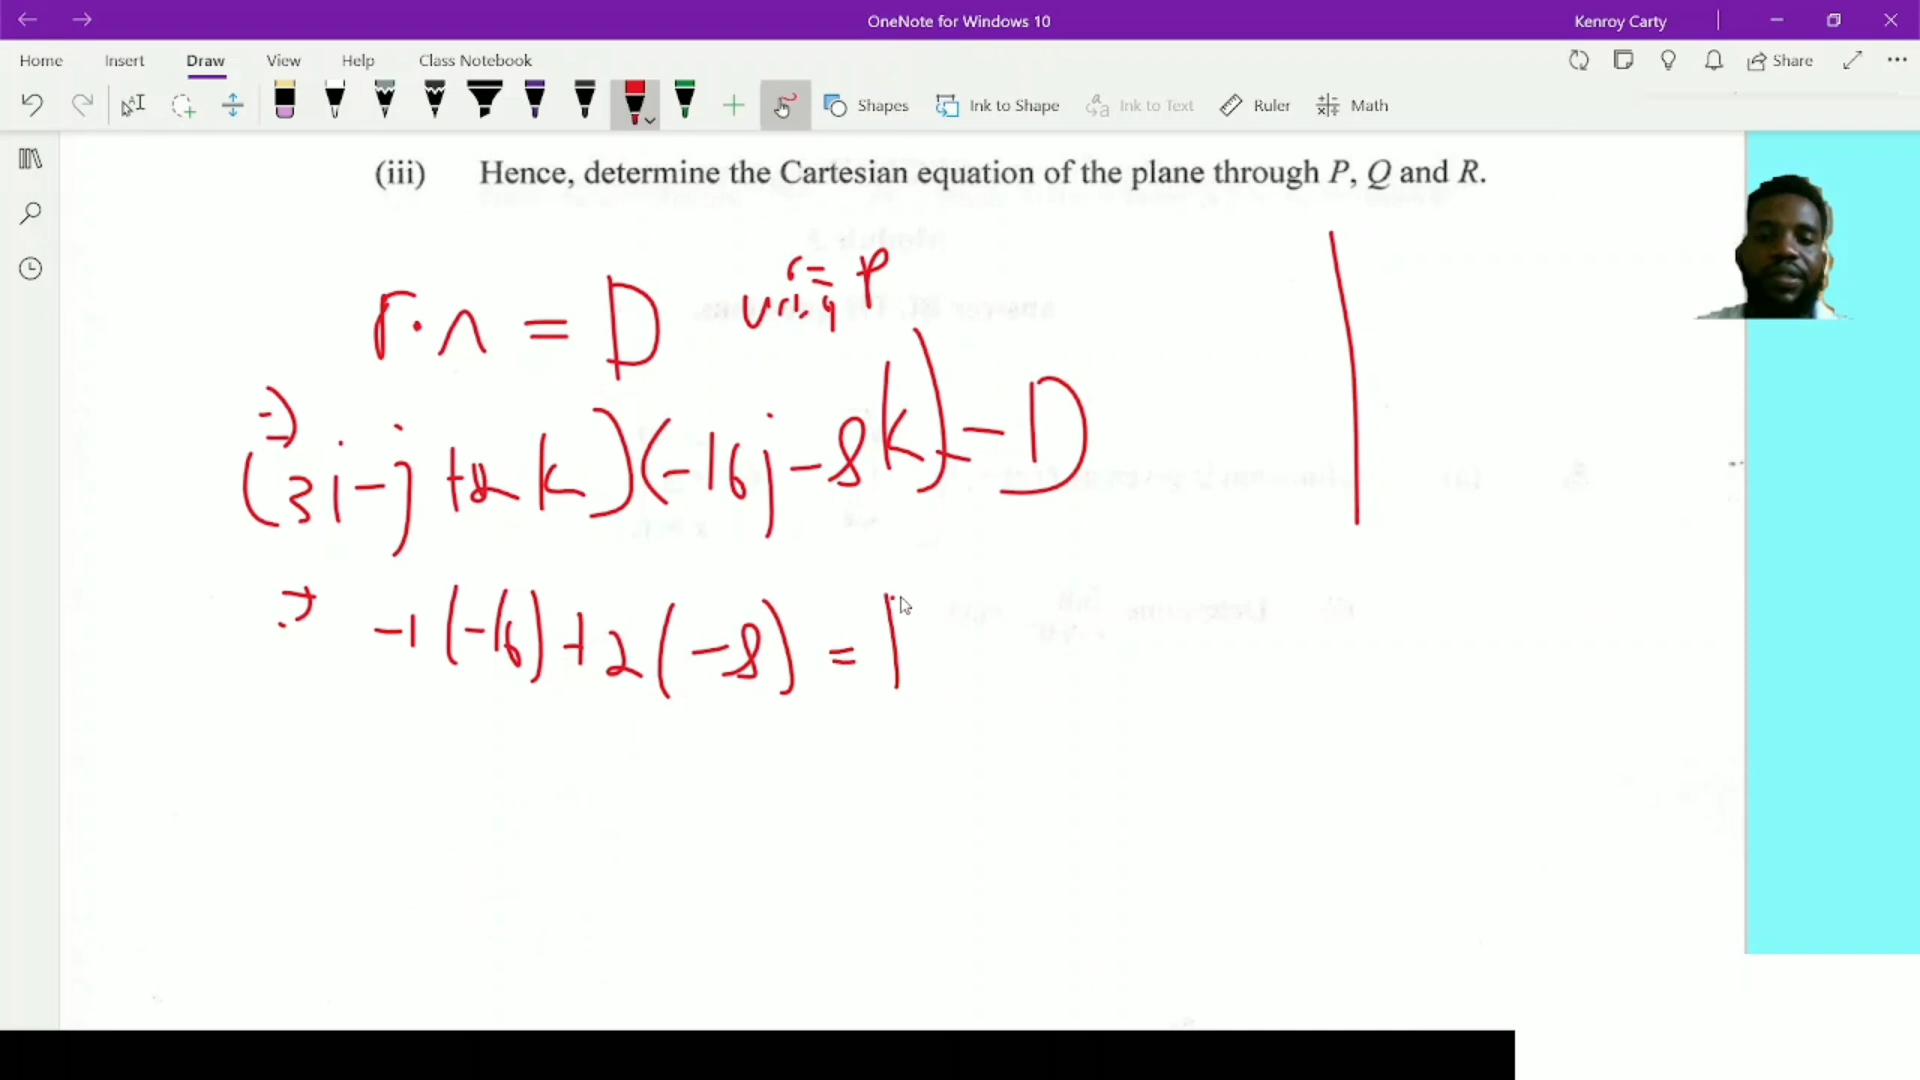 OneNote for Windows 10
Kenroy Carty
Home Insert Draw View Help Class Notebook
Share
Shapes Ink to Shape Ink to Text Ruler Math
(iii) Hence, determine the Cartesian equation of the plane through P, Q and R.
r = P
r · n = D using
⇒
(3i - j + 2k)(-16j - 8k) = D
⇒ -1(-16) + 2(-8) =